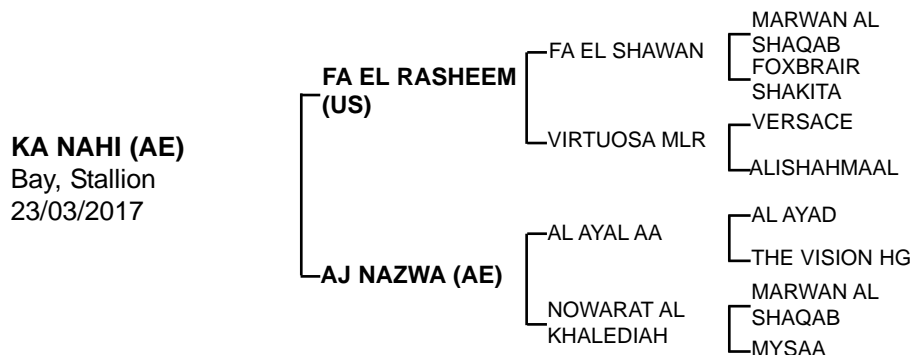 KA NAHI (AE)
Bay, Stallion
23/03/2017
FA EL RASHEEM
(US)
AJ NAZWA (AE)
FA EL SHAWAN
VIRTUOSA MLR
AL AYAL AA
NOWARAT AL
KHALEDIAH
MARWAN AL
SHAQAB
FOXBRAIR
SHAKITA
VERSACE
ALISHAHMAAL
AL AYAD
THE VISION HG
MARWAN AL
SHAQAB
MYSAA